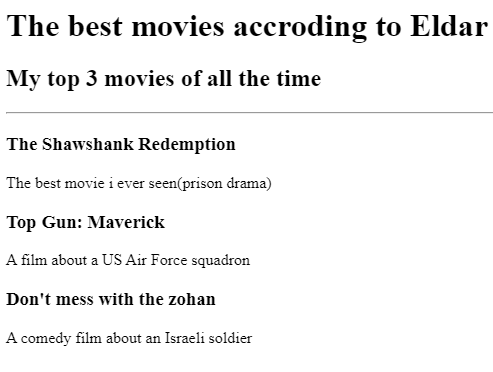 The best movies accroding to Eldar
My top 3 movies of all the time
The Shawshank Redemption
The best movie i ever seen(prison drama)
Top Gun: Maverick
A film about a US Air Force squadron
Don't mess with the zohan
A comedy film about an Israeli soldier